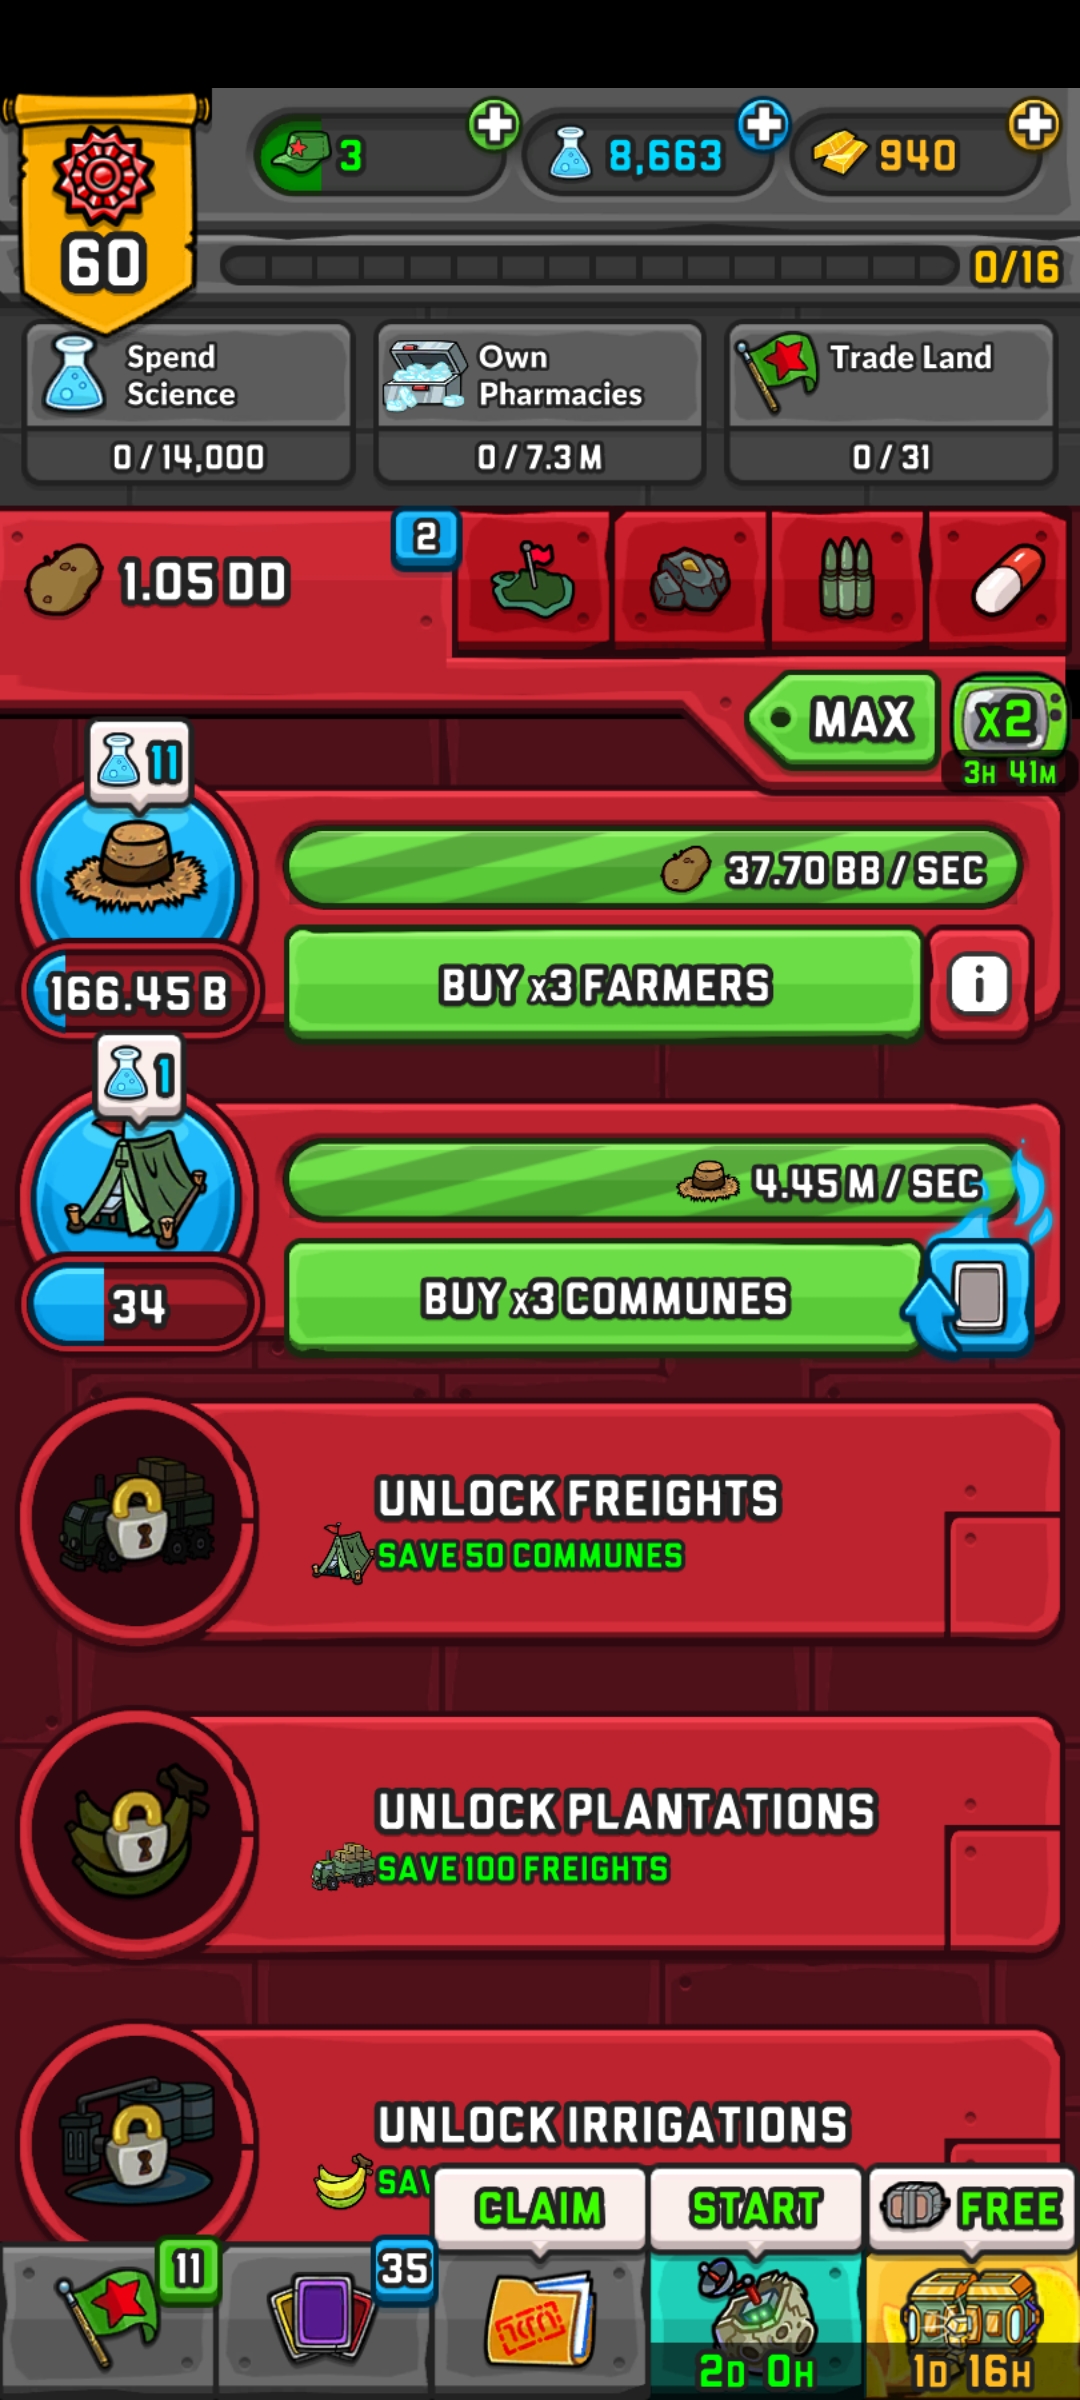 3
8,663
940
60
0/16
Spend
Science
Own
Pharmacies
Trade Land
0 / 14,000
0 / 7.3 M
0 / 31
1.05 DD
2
MAX
x2
3H 41M
11
37.70 BB / SEC
166.45 B
BUY x3 FARMERS
i
1
4.45 M / SEC
34
BUY x3 COMMUNES
UNLOCK FREIGHTS
SAVE 50 COMMUNES
UNLOCK PLANTATIONS
SAVE 100 FREIGHTS
UNLOCK IRRIGATIONS
CLAIM
START
FREE
11
35
2D 0H
1D 16H